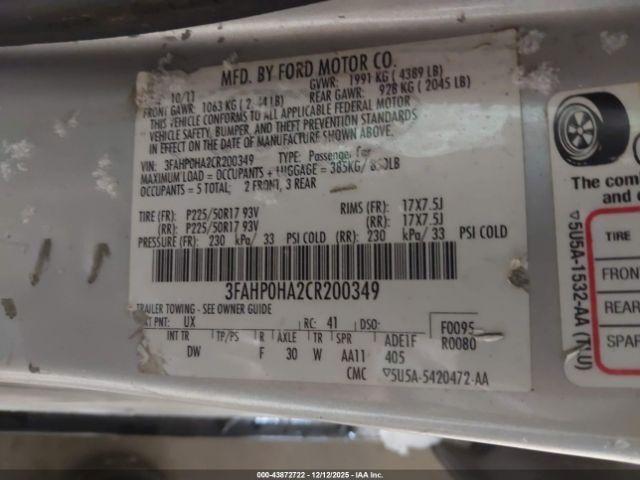 MFD. BY FORD MOTOR CO.
10/11 GVWR: 1991 KG ( 4389 LB)
FRONT GAWR: 1063 KG ( LB) REAR GAWR: 928 KG ( 2045 LB)
THIS VEHICLE CONFORMS TO ALL APPLICABLE FEDERAL MOTOR
VEHICLE SAFETY, BUMPER, AND THEFT PREVENTION STANDARDS
IN EFFECT ON THE DATE OF MANUFACTURE SHOWN ABOVE.
VIN: 3FAHP0HA2CR200349 TYPE: Passenger
MAXIMUM LOAD = OCCUPANTS + LUGGAGE = 385KG/
OCCUPANTS = 5 TOTAL; 2 FRONT, 3 REAR
TIRE (FR): P225/50R17 93V RIMS (FR): 17X7.5J
(RR): P225/50R17 93V (RR): 17X7.5J
PRESSURE (FR): 230 kPa/ 33 PSI COLD (RR): 230 kPa/ 33 PSI COLD
3FAHP0HA2CR200349
TRAILER TOWING - SEE OWNER GUIDE
PNT: UX RC: 41 DSO: F0095
INT TR TP/PS R AXLE TR SPR ADE1F R0080
DW F 30 W AA11 405
CMC ▽5U5A-5420472-AA
The com
and
▽5U5A-1532-AA
TIRE
FRON
REAR
SPAR
000-43872722 - 12/12/2025 - IAA Inc.